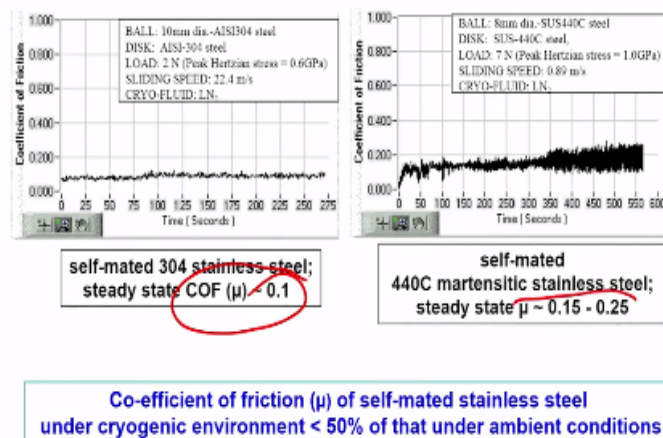 1.000
0.800
0.600
0.400
0.200
0.000
Coefficient of Friction
BALL: 10mm dia.-AISI304 steel
DISK: AISI-304 steel
LOAD: 2 N (Peak Hertzian stress = 0.6GPa)
SLIDING SPEED: 22.4 m/s
CRYO-FLUID: LN₂
0 25 50 75 100 125 150 175 200 225 250 275
Time ( Seconds )
self-mated 304 stainless steel;
steady state COF (μ) ~ 0.1
1.000
0.800
0.600
0.400
0.200
0.000
Coefficient of Friction
BALL: 8mm dia.-SUS440C steel
DISK: SUS-440C steel,
LOAD: 7 N (Peak Hertzian stress = 1.0GPa)
SLIDING SPEED: 0.89 m/s
CRYO-FLUID: LN₂
0 50 100 150 200 250 300 350 400 450 500 550 600
Time ( Seconds )
self-mated
440C martensitic stainless steel;
steady state μ ~ 0.15 - 0.25
Co-efficient of friction (μ) of self-mated stainless steel
under cryogenic environment < 50% of that under ambient conditions